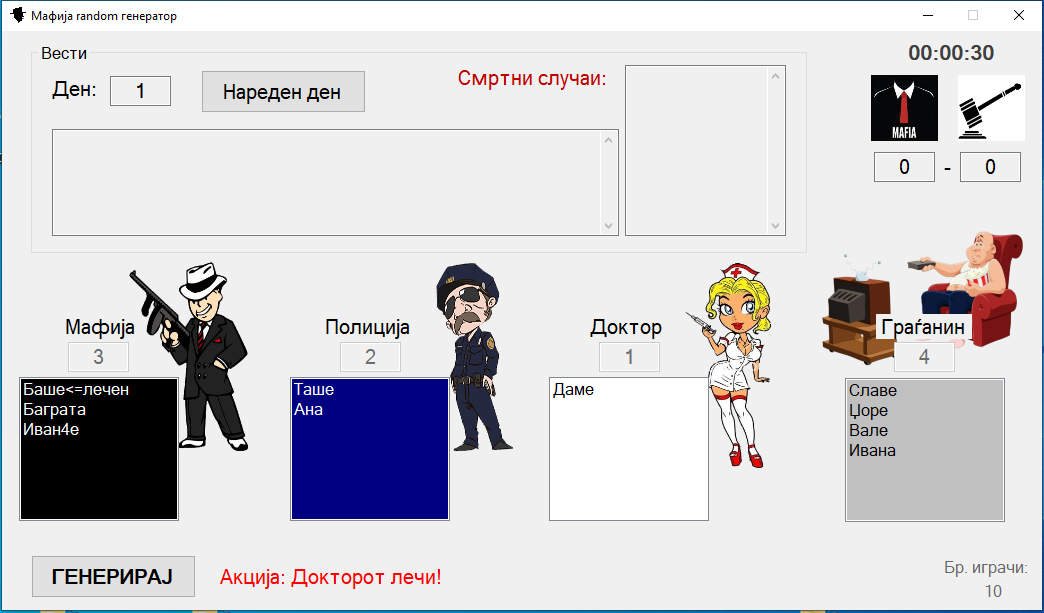 Мафија random генератор
Вести
00:00:30
Ден: 1 Нареден ден
Смртни случаи:
MAFIA
0 - 0
Мафија
3
Баше<=лечен
Баграта
Иван4е
Полиција
2
Таше
Ана
Доктор
1
Даме
Граѓанин
4
Славе
Џоре
Вале
Ивана
ГЕНЕРИРАЈ
Акција: Докторот лечи!
Бр. играчи:
10